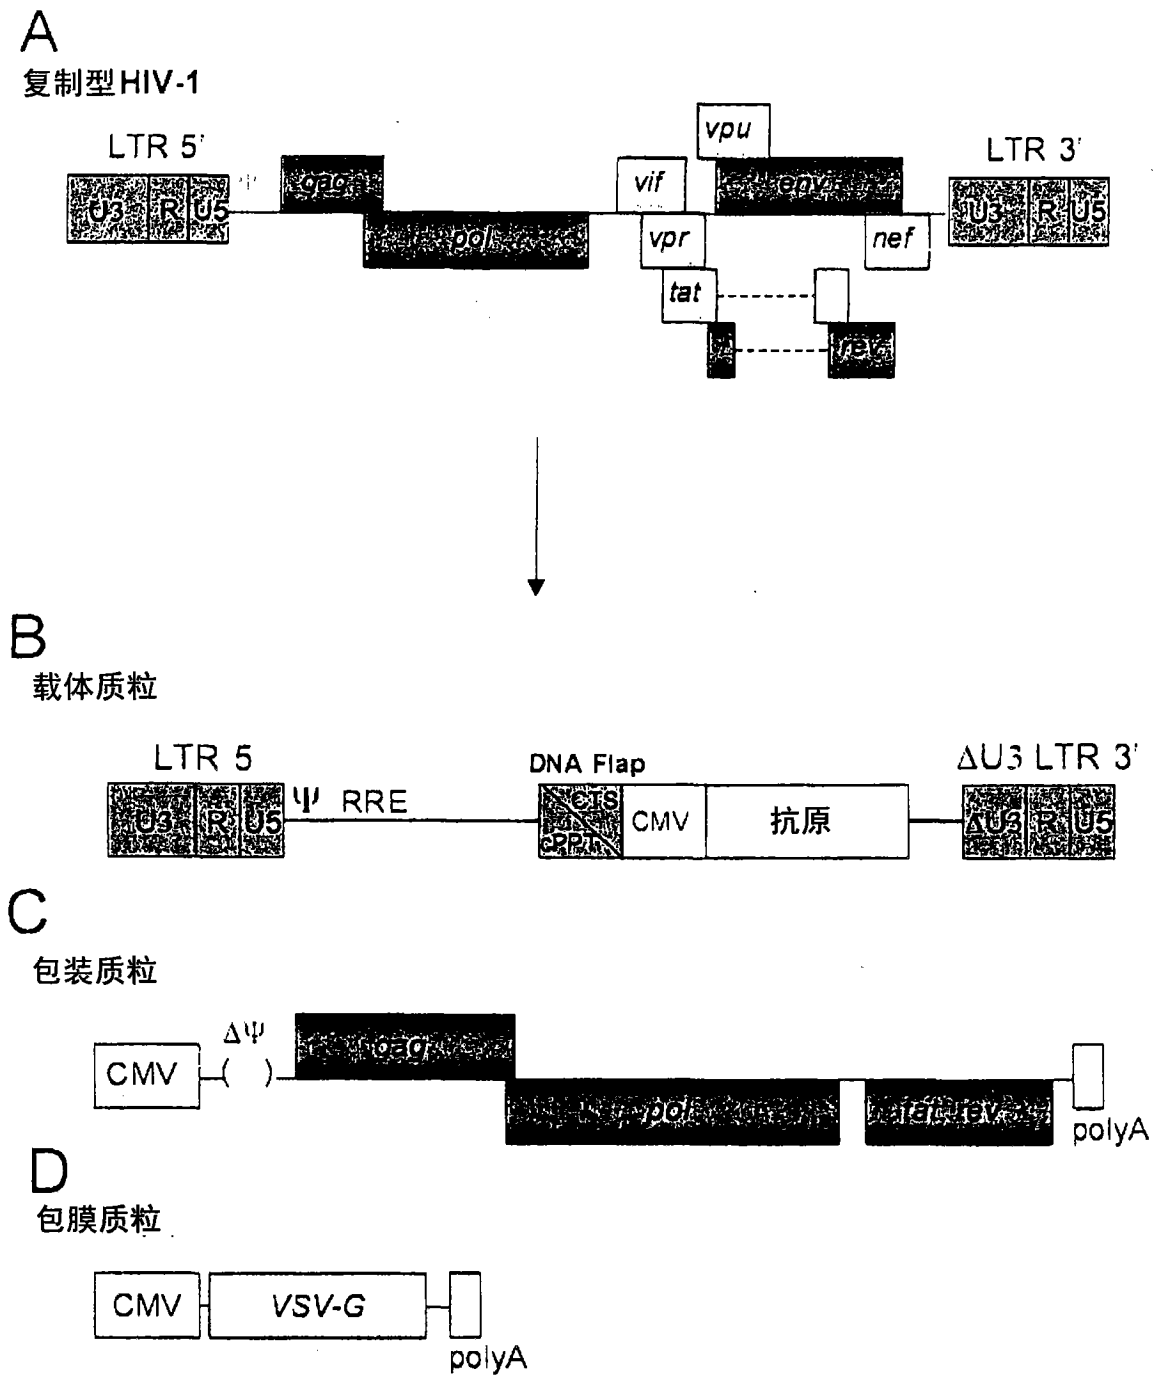 A
复制型HIV-1
LTR 5'
Ψ
gag
vif
vpu
env
LTR 3'
U3 R U5
pol
vpr
nef
U3 R U5
tat
r
rev
B
载体质粒
LTR 5
DNA Flap
ΔU3 LTR 3'
U3 R U5
Ψ RRE
CTS
cPPT
CMV
抗原
ΔU3 R U5
C
包装质粒
ΔΨ
gag
CMV
( )
pol
tat rev
polyA
D
包膜质粒
CMV
VSV-G
polyA